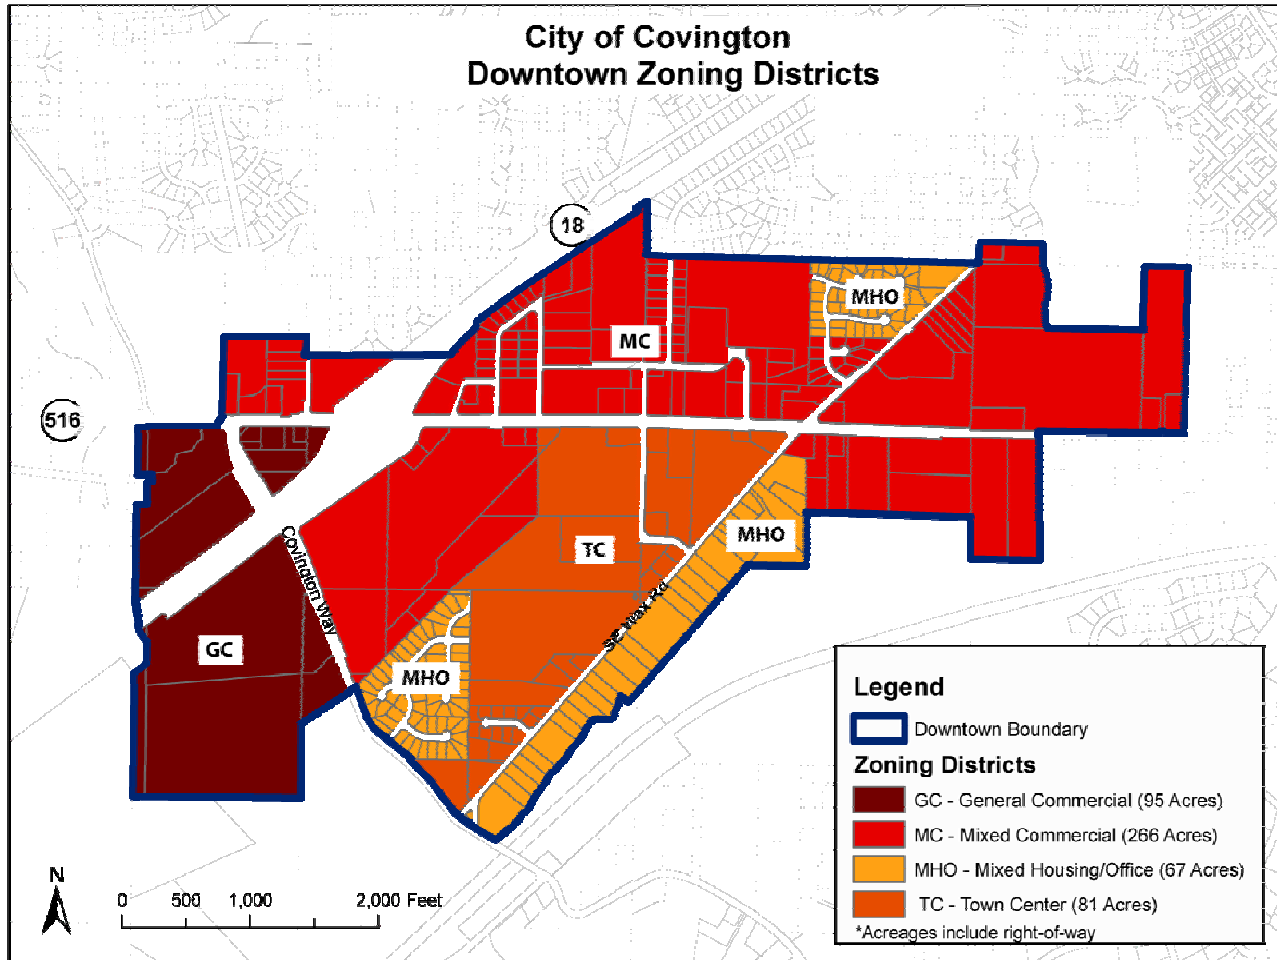 City of Covington
Downtown Zoning Districts
18
MHO
MC
516
Covington Way
TC
MHO
SE Wax Rd
GC
MHO
Legend
Downtown Boundary
Zoning Districts
GC - General Commercial (95 Acres)
MC - Mixed Commercial (266 Acres)
MHO - Mixed Housing/Office (67 Acres)
TC - Town Center (81 Acres)
*Acreages include right-of-way
N
0 500 1,000 2,000 Feet